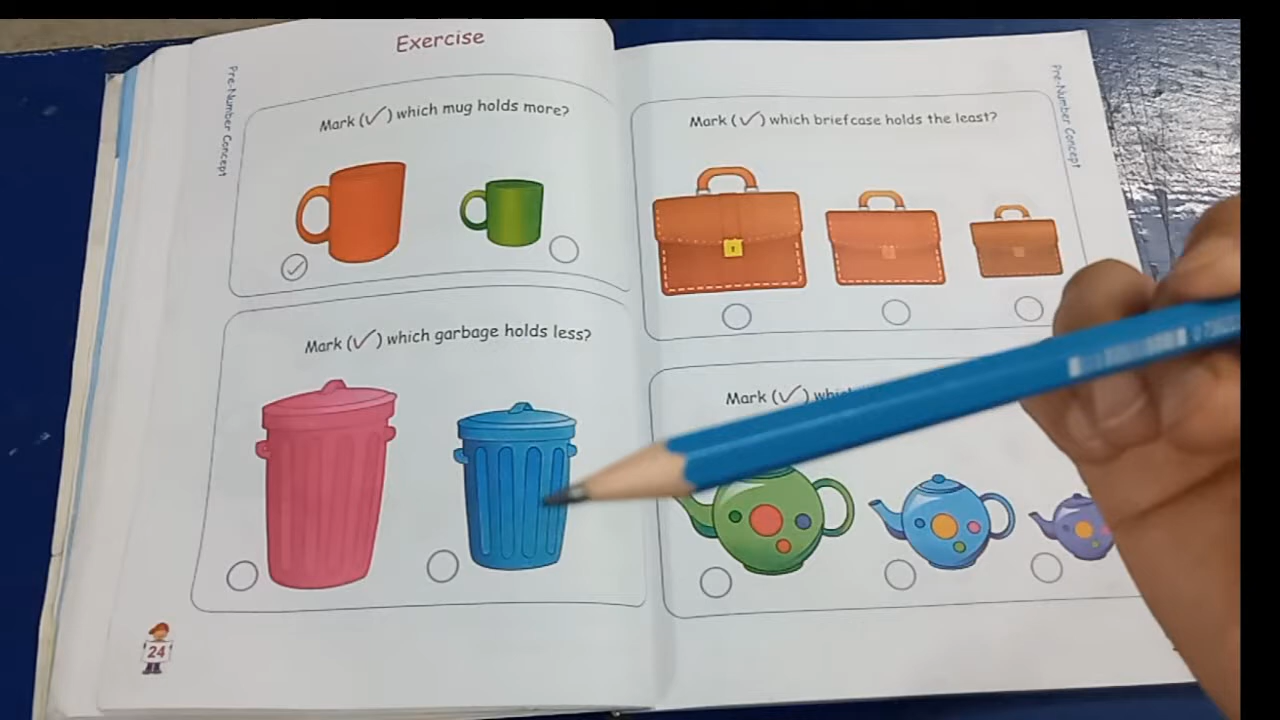 Exercise
Pre-Number Concept
Mark (✓) which mug holds more?
Mark (✓) which garbage holds less?
24
Pre-Number Concept
Mark (✓) which briefcase holds the least?
Mark (✓)